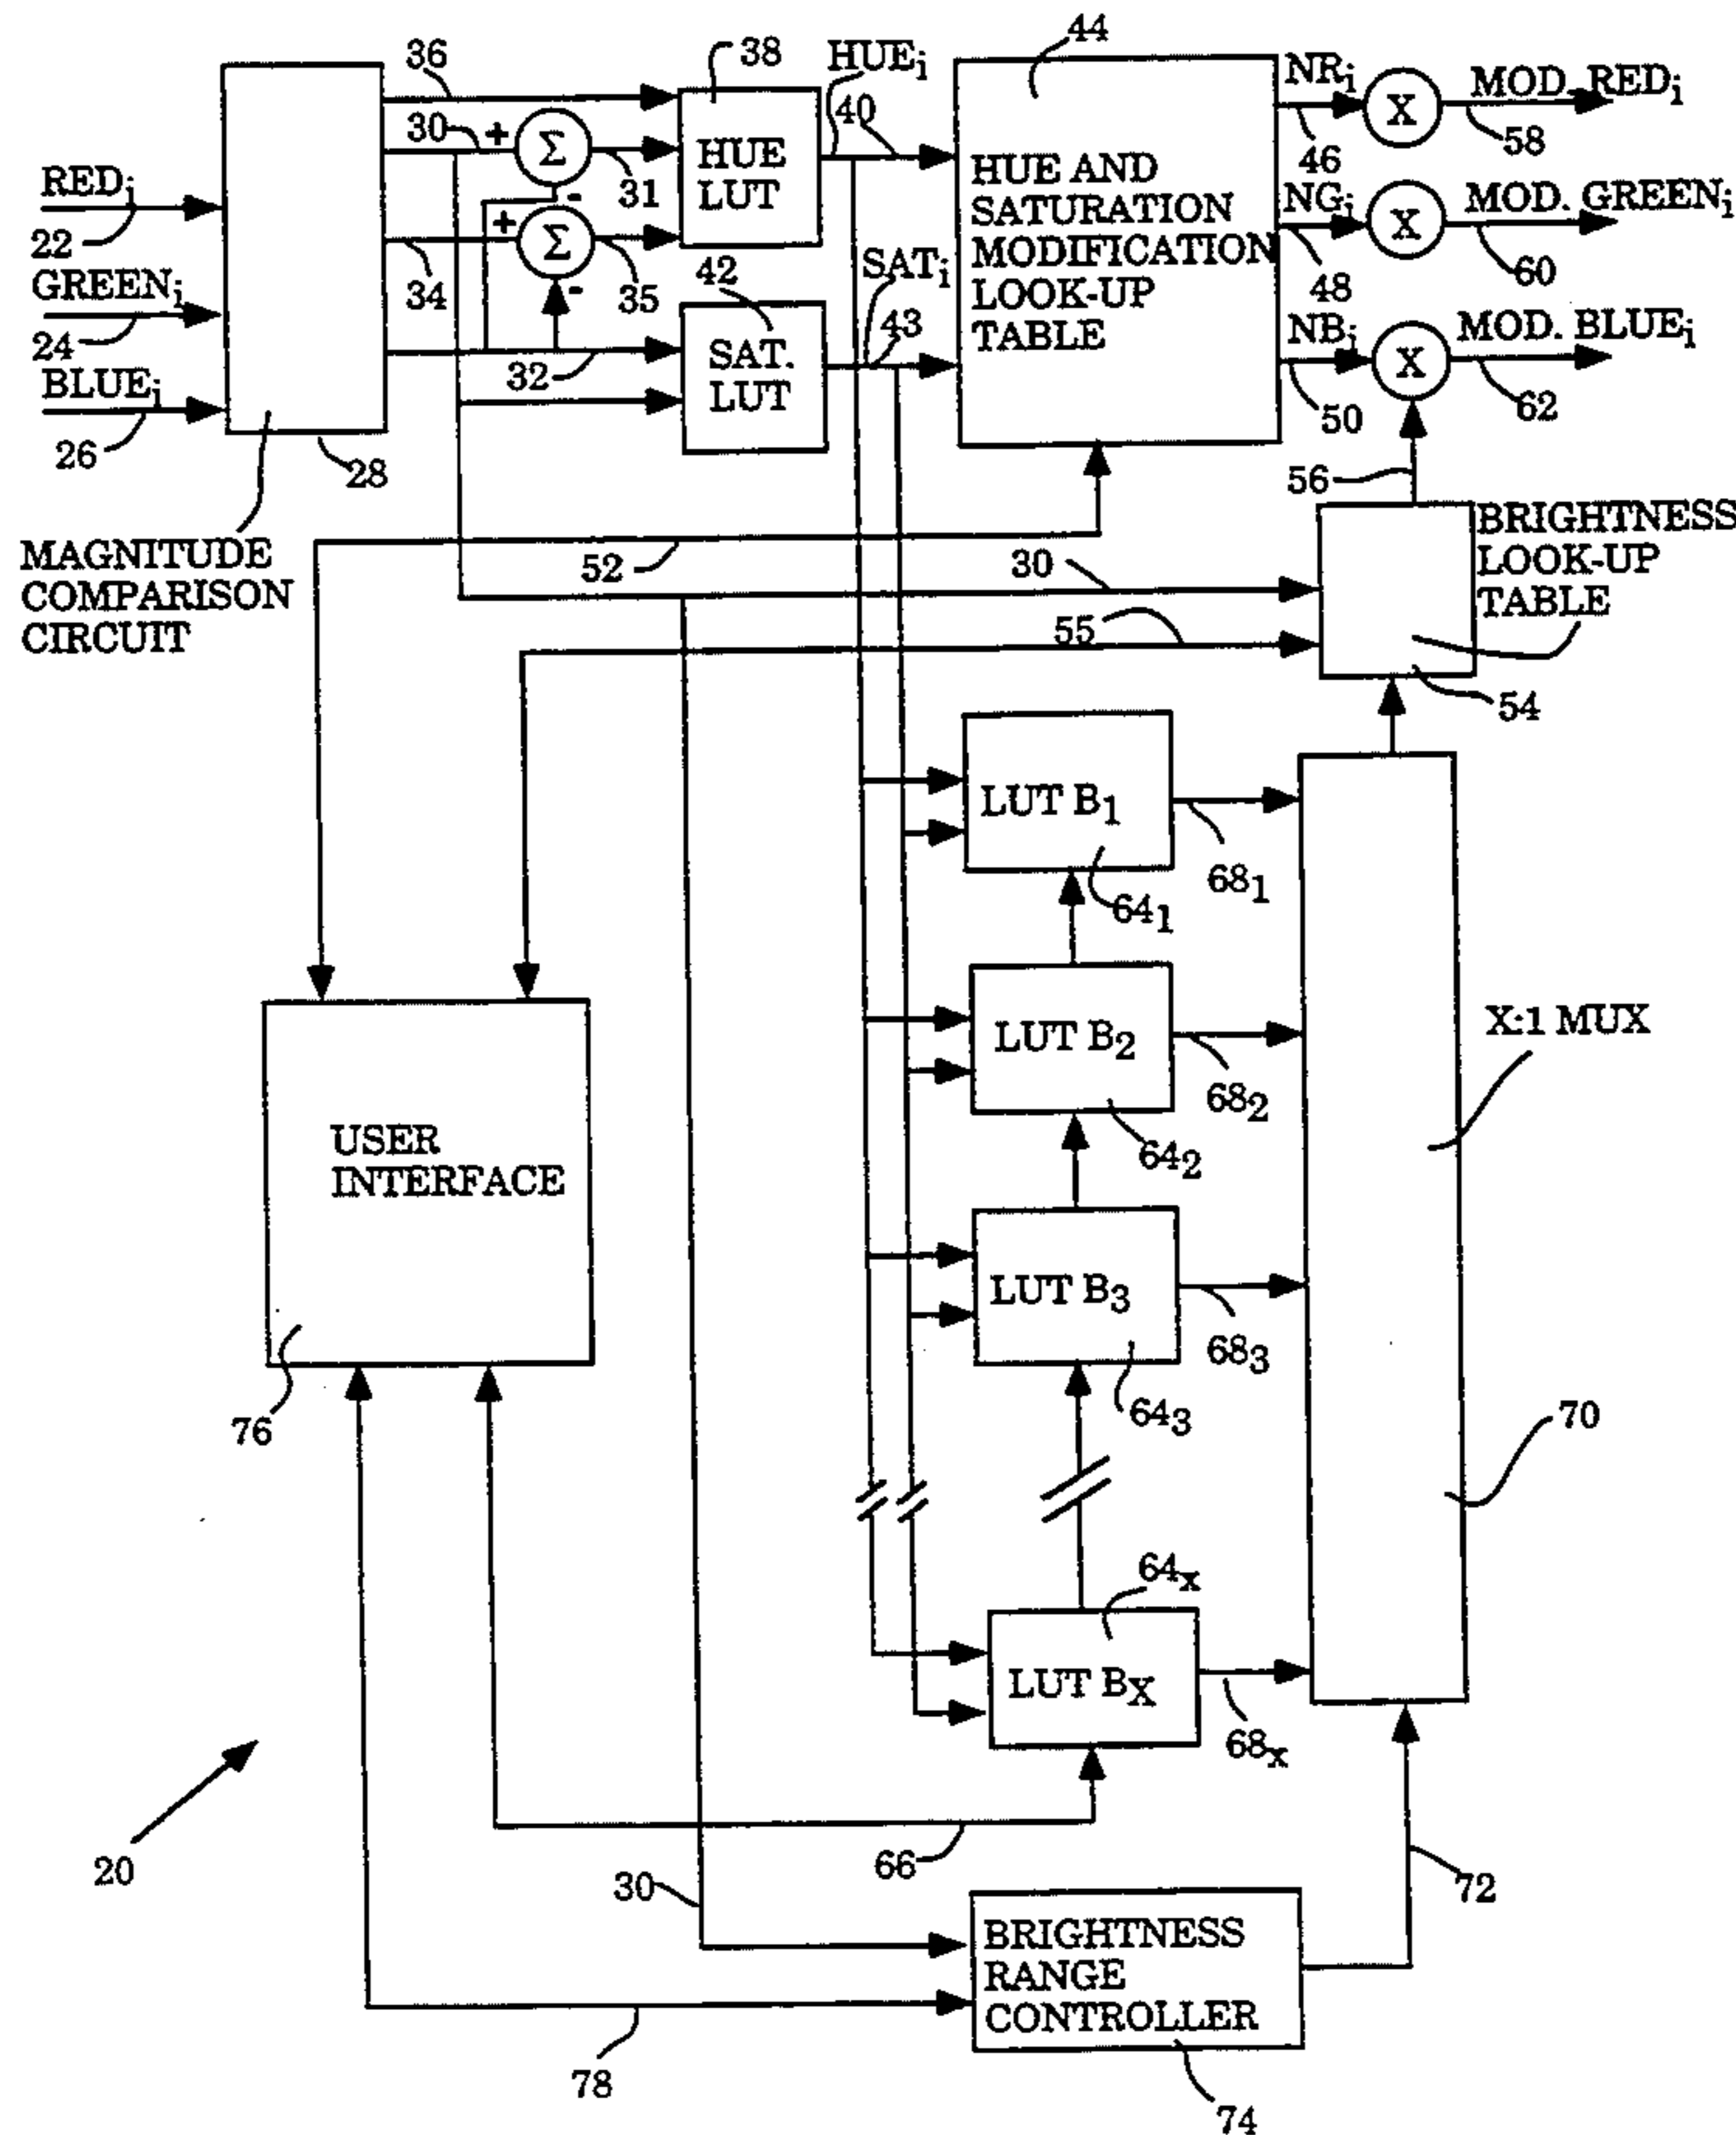 36
38
HUEi
44
NRi
MOD. REDi
30
+
Σ
HUE
LUT
40
HUE AND
SATURATION
MODIFICATION
LOOK-UP
TABLE
X
46
58
REDi
22
31
-
NGi
MOD. GREENi
34
+
Σ
35
42
SATi
X
48
60
GREENi
24
-
NBi
MOD. BLUEi
BLUEi
26
32
SAT.
LUT
43
X
50
62
28
56
MAGNITUDE
COMPARISON
CIRCUIT
52
30
BRIGHTNESS
LOOK-UP
TABLE
55
54
LUT B1
681
641
LUT B2
X:1 MUX
682
642
USER
INTERFACE
LUT B3
683
76
643
70
64x
LUT BX
68x
20
66
30
72
BRIGHTNESS
RANGE
CONTROLLER
78
74